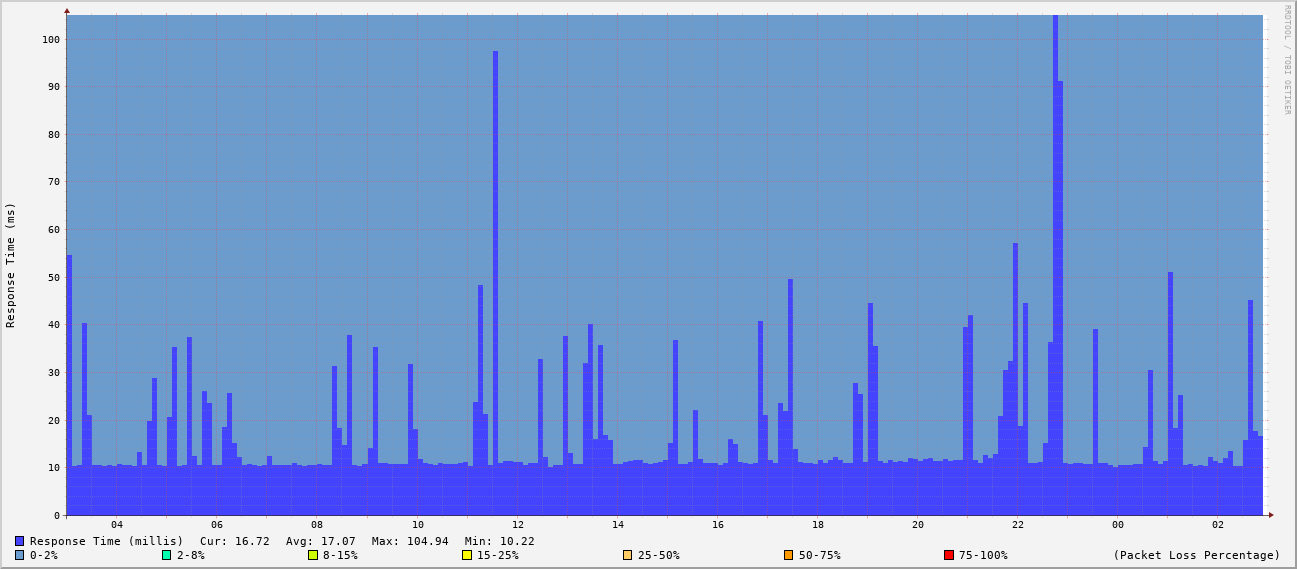 RRDTOOL / TOBI OETIKER
Response Time (ms)
100
90
80
70
60
50
40
30
20
10
0
04 06 08 10 12 14 16 18 20 22 00 02
Response Time (millis) Cur: 16.72 Avg: 17.07 Max: 104.94 Min: 10.22
0-2% 2-8% 8-15% 15-25% 25-50% 50-75% 75-100% (Packet Loss Percentage)